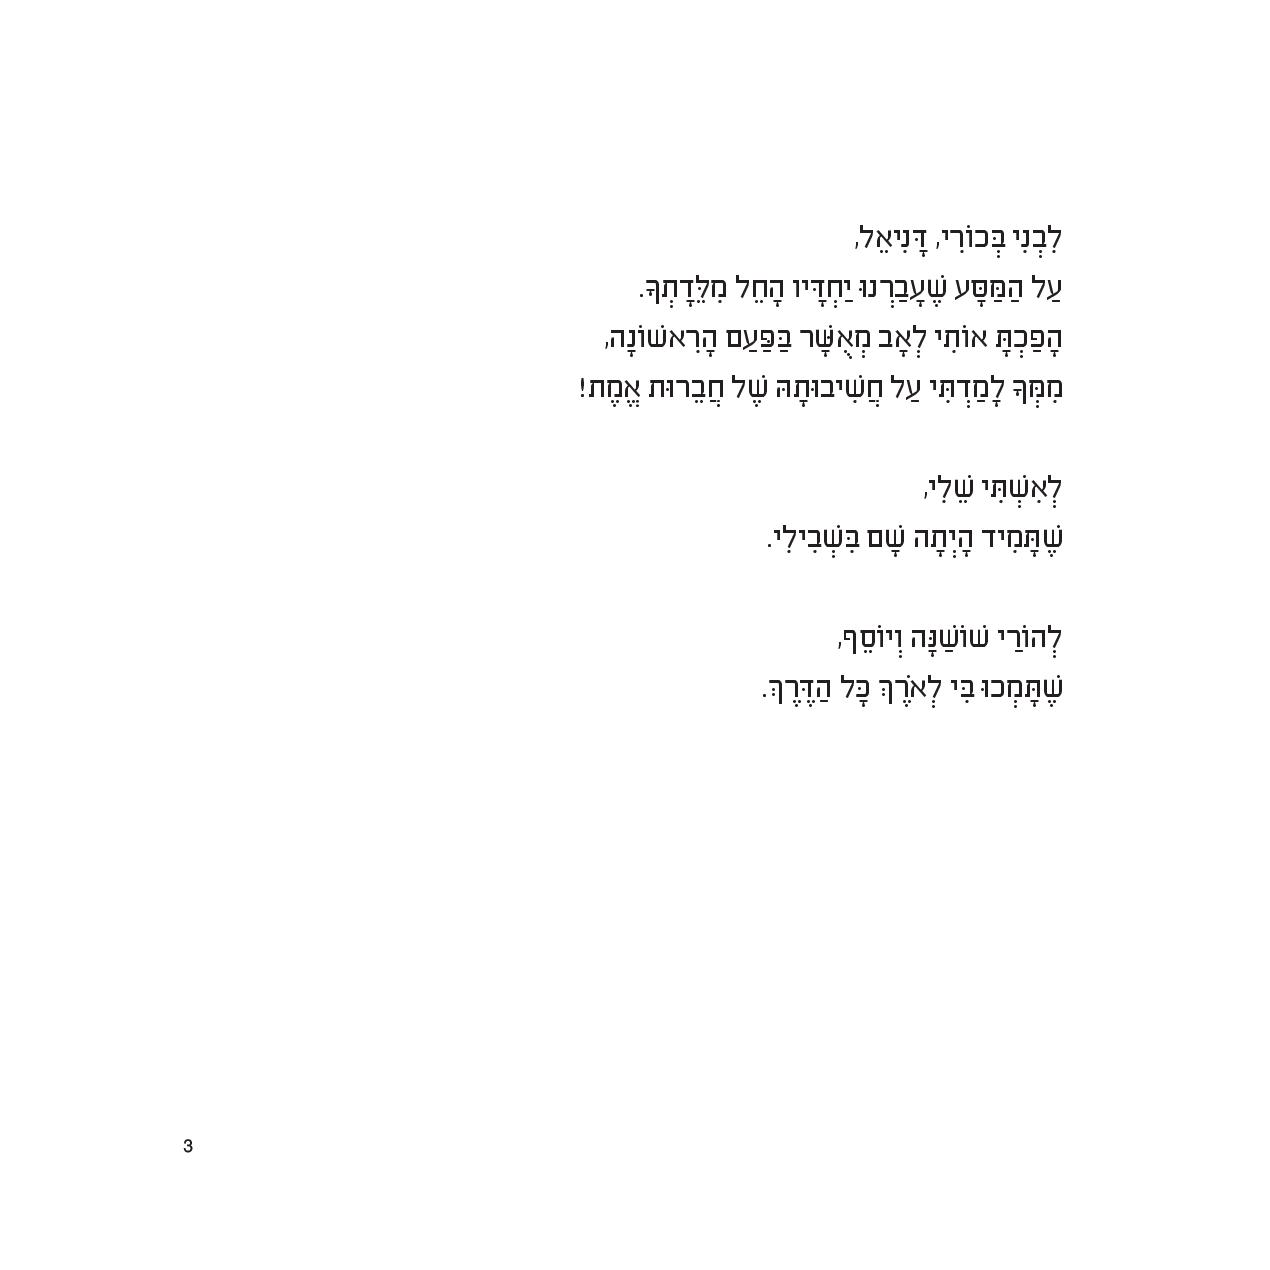 לִבְנִי בְּכוֹרִי, דָּנִיאֵל,
עַל הַמַּסָּע שֶׁעָבַרְנוּ יַחְדָּיו הָחֵל מִלֵּדָתְךָ.
הָפַכְתָּ אוֹתִי לְאָב מְאֻשָּׁר בַּפַּעַם הָרִאשׁוֹנָה,
מִמְּךָ לָמַדְתִּי עַל חֲשִׁיבוּתָהּ שֶׁל חֲבֵרוּת אֱמֶת!
לְאִשְׁתִּי שֵׁלִי,
שֶׁתָּמִיד הָיְתָה שָׁם בִּשְׁבִילִי.
לְהוֹרַי שׁוֹשַׁנָּה וְיוֹסֵף,
שֶׁתָּמְכוּ בִּי לְאֹרֶךְ כָּל הַדֶּרֶךְ.
3